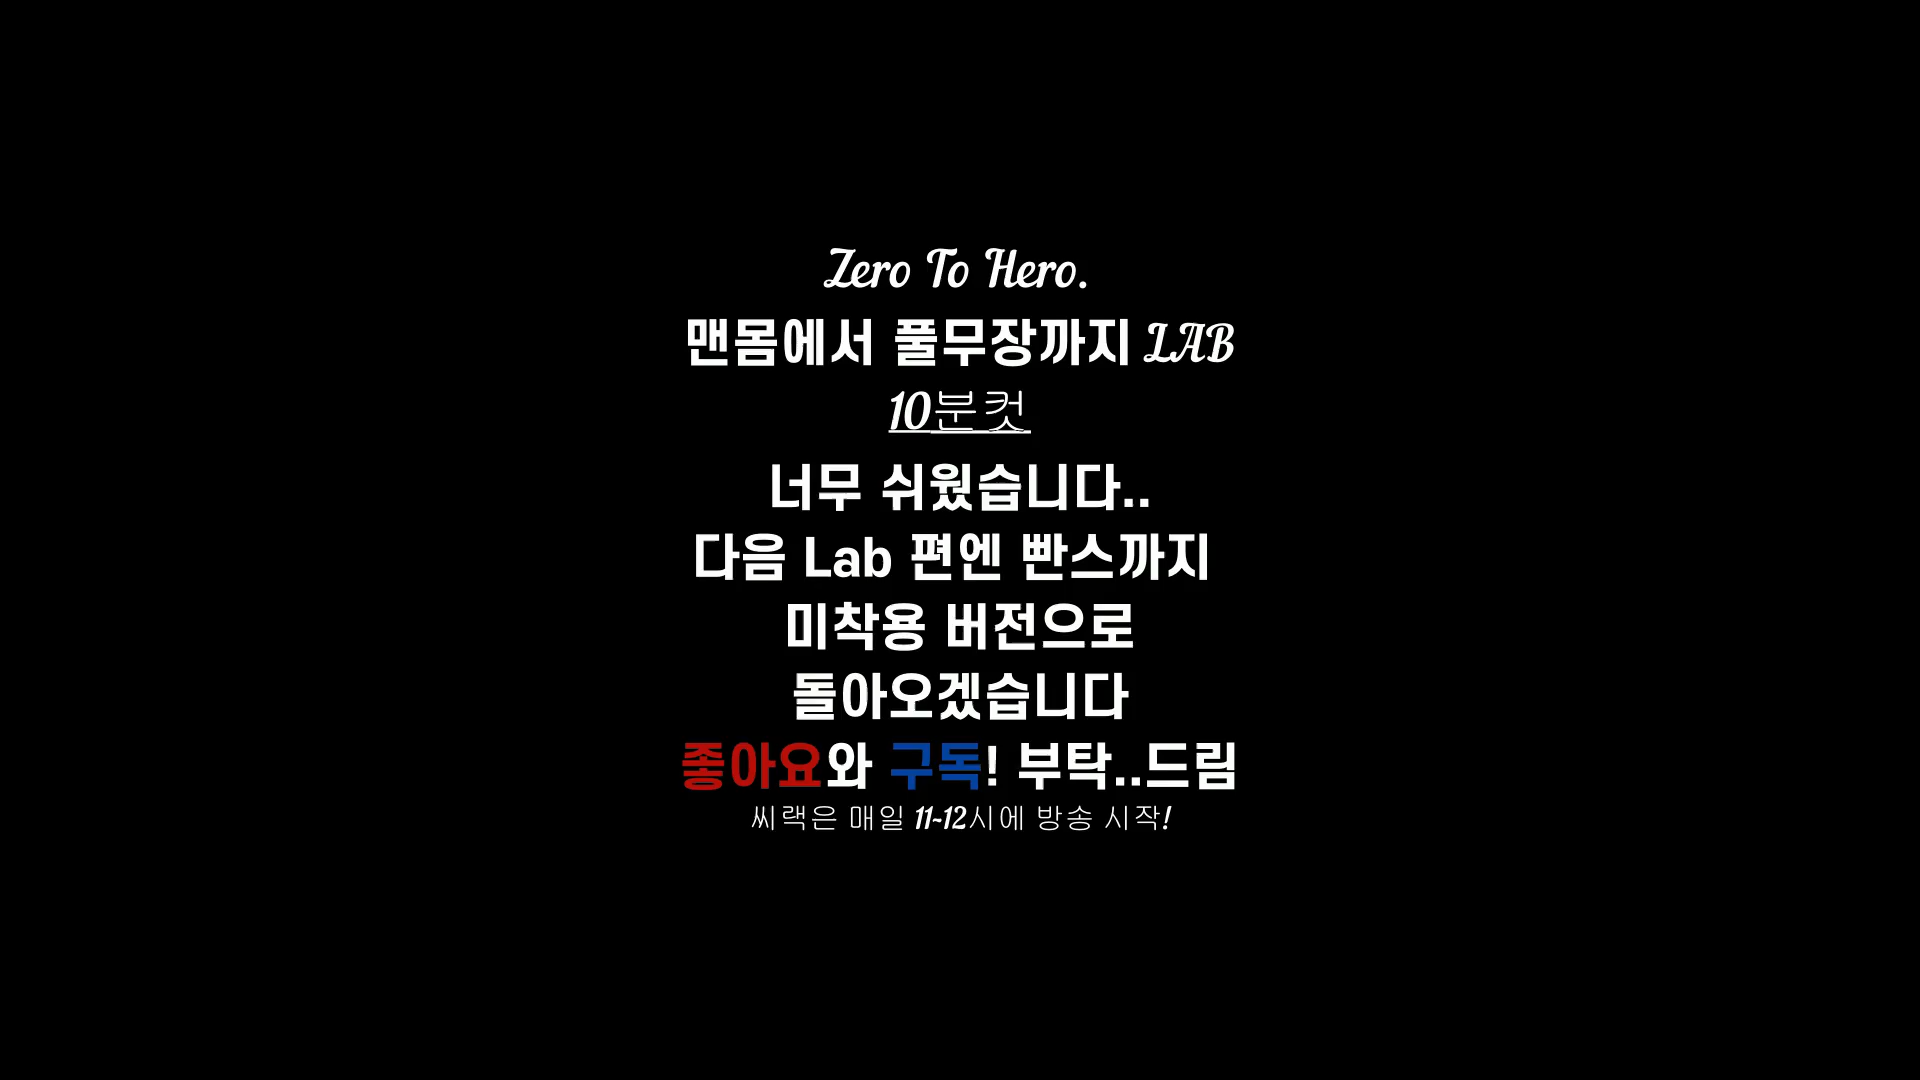 Zero To Hero.
맨몸에서 풀무장까지 LAB
10분컷
너무 쉬웠습니다..
다음 Lab 편엔 빤스까지
미착용 버전으로
돌아오겠습니다
좋아요와 구독! 부탁..드림
씨랙은 매일 11~12시에 방송 시작!